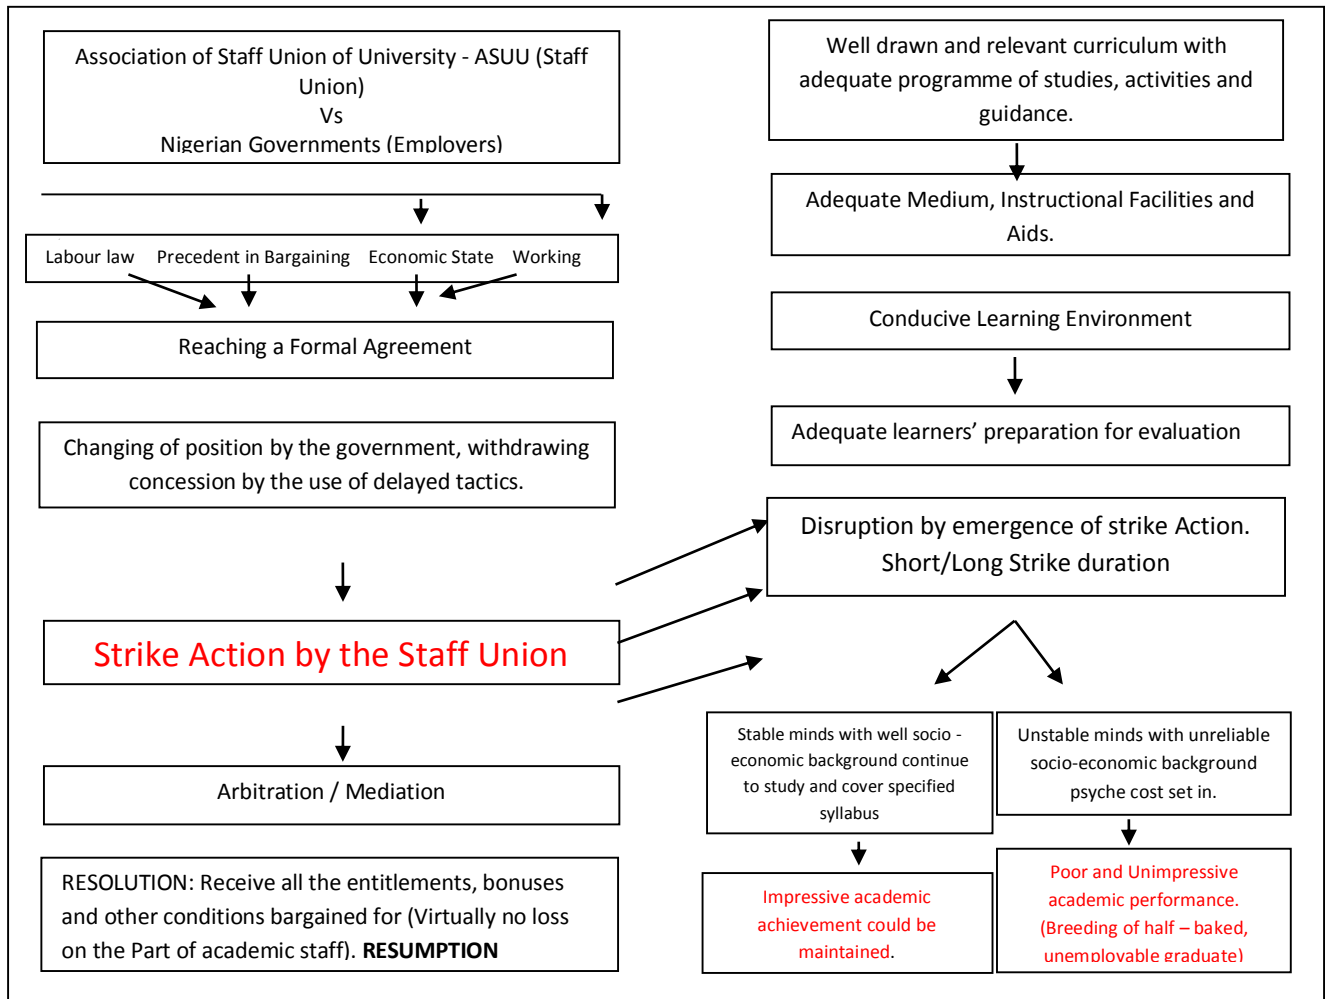 Association of Staff Union of University - ASUU (Staff
Union)
Vs
Nigerian Governments (Employers)
Labour law Precedent in Bargaining Economic State Working
Reaching a Formal Agreement
Changing of position by the government, withdrawing
concession by the use of delayed tactics.
Strike Action by the Staff Union
Arbitration / Mediation
RESOLUTION: Receive all the entitlements, bonuses
and other conditions bargained for (Virtually no loss
on the Part of academic staff). RESUMPTION
Well drawn and relevant curriculum with
adequate programme of studies, activities and
guidance.
Adequate Medium, Instructional Facilities and
Aids.
Conducive Learning Environment
Adequate learners’ preparation for evaluation
Disruption by emergence of strike Action.
Short/Long Strike duration
Stable minds with well socio -
economic background continue
to study and cover specified
syllabus
Impressive academic
achievement could be
maintained.
Unstable minds with unreliable
socio-economic background
psyche cost set in.
Poor and Unimpressive
academic performance.
(Breeding of half – baked,
unemployable graduate)